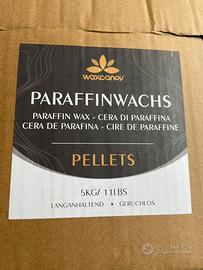 waxcandy
PARAFFINWACHS
PARAFFIN WAX - CERA DI PARAFFINA
CERA DE PARAFINA - CIRE DE PARAFFINE
PELLETS
5KG/ 11LBS
LANGANHALTEND • GERUCHLOS
subito